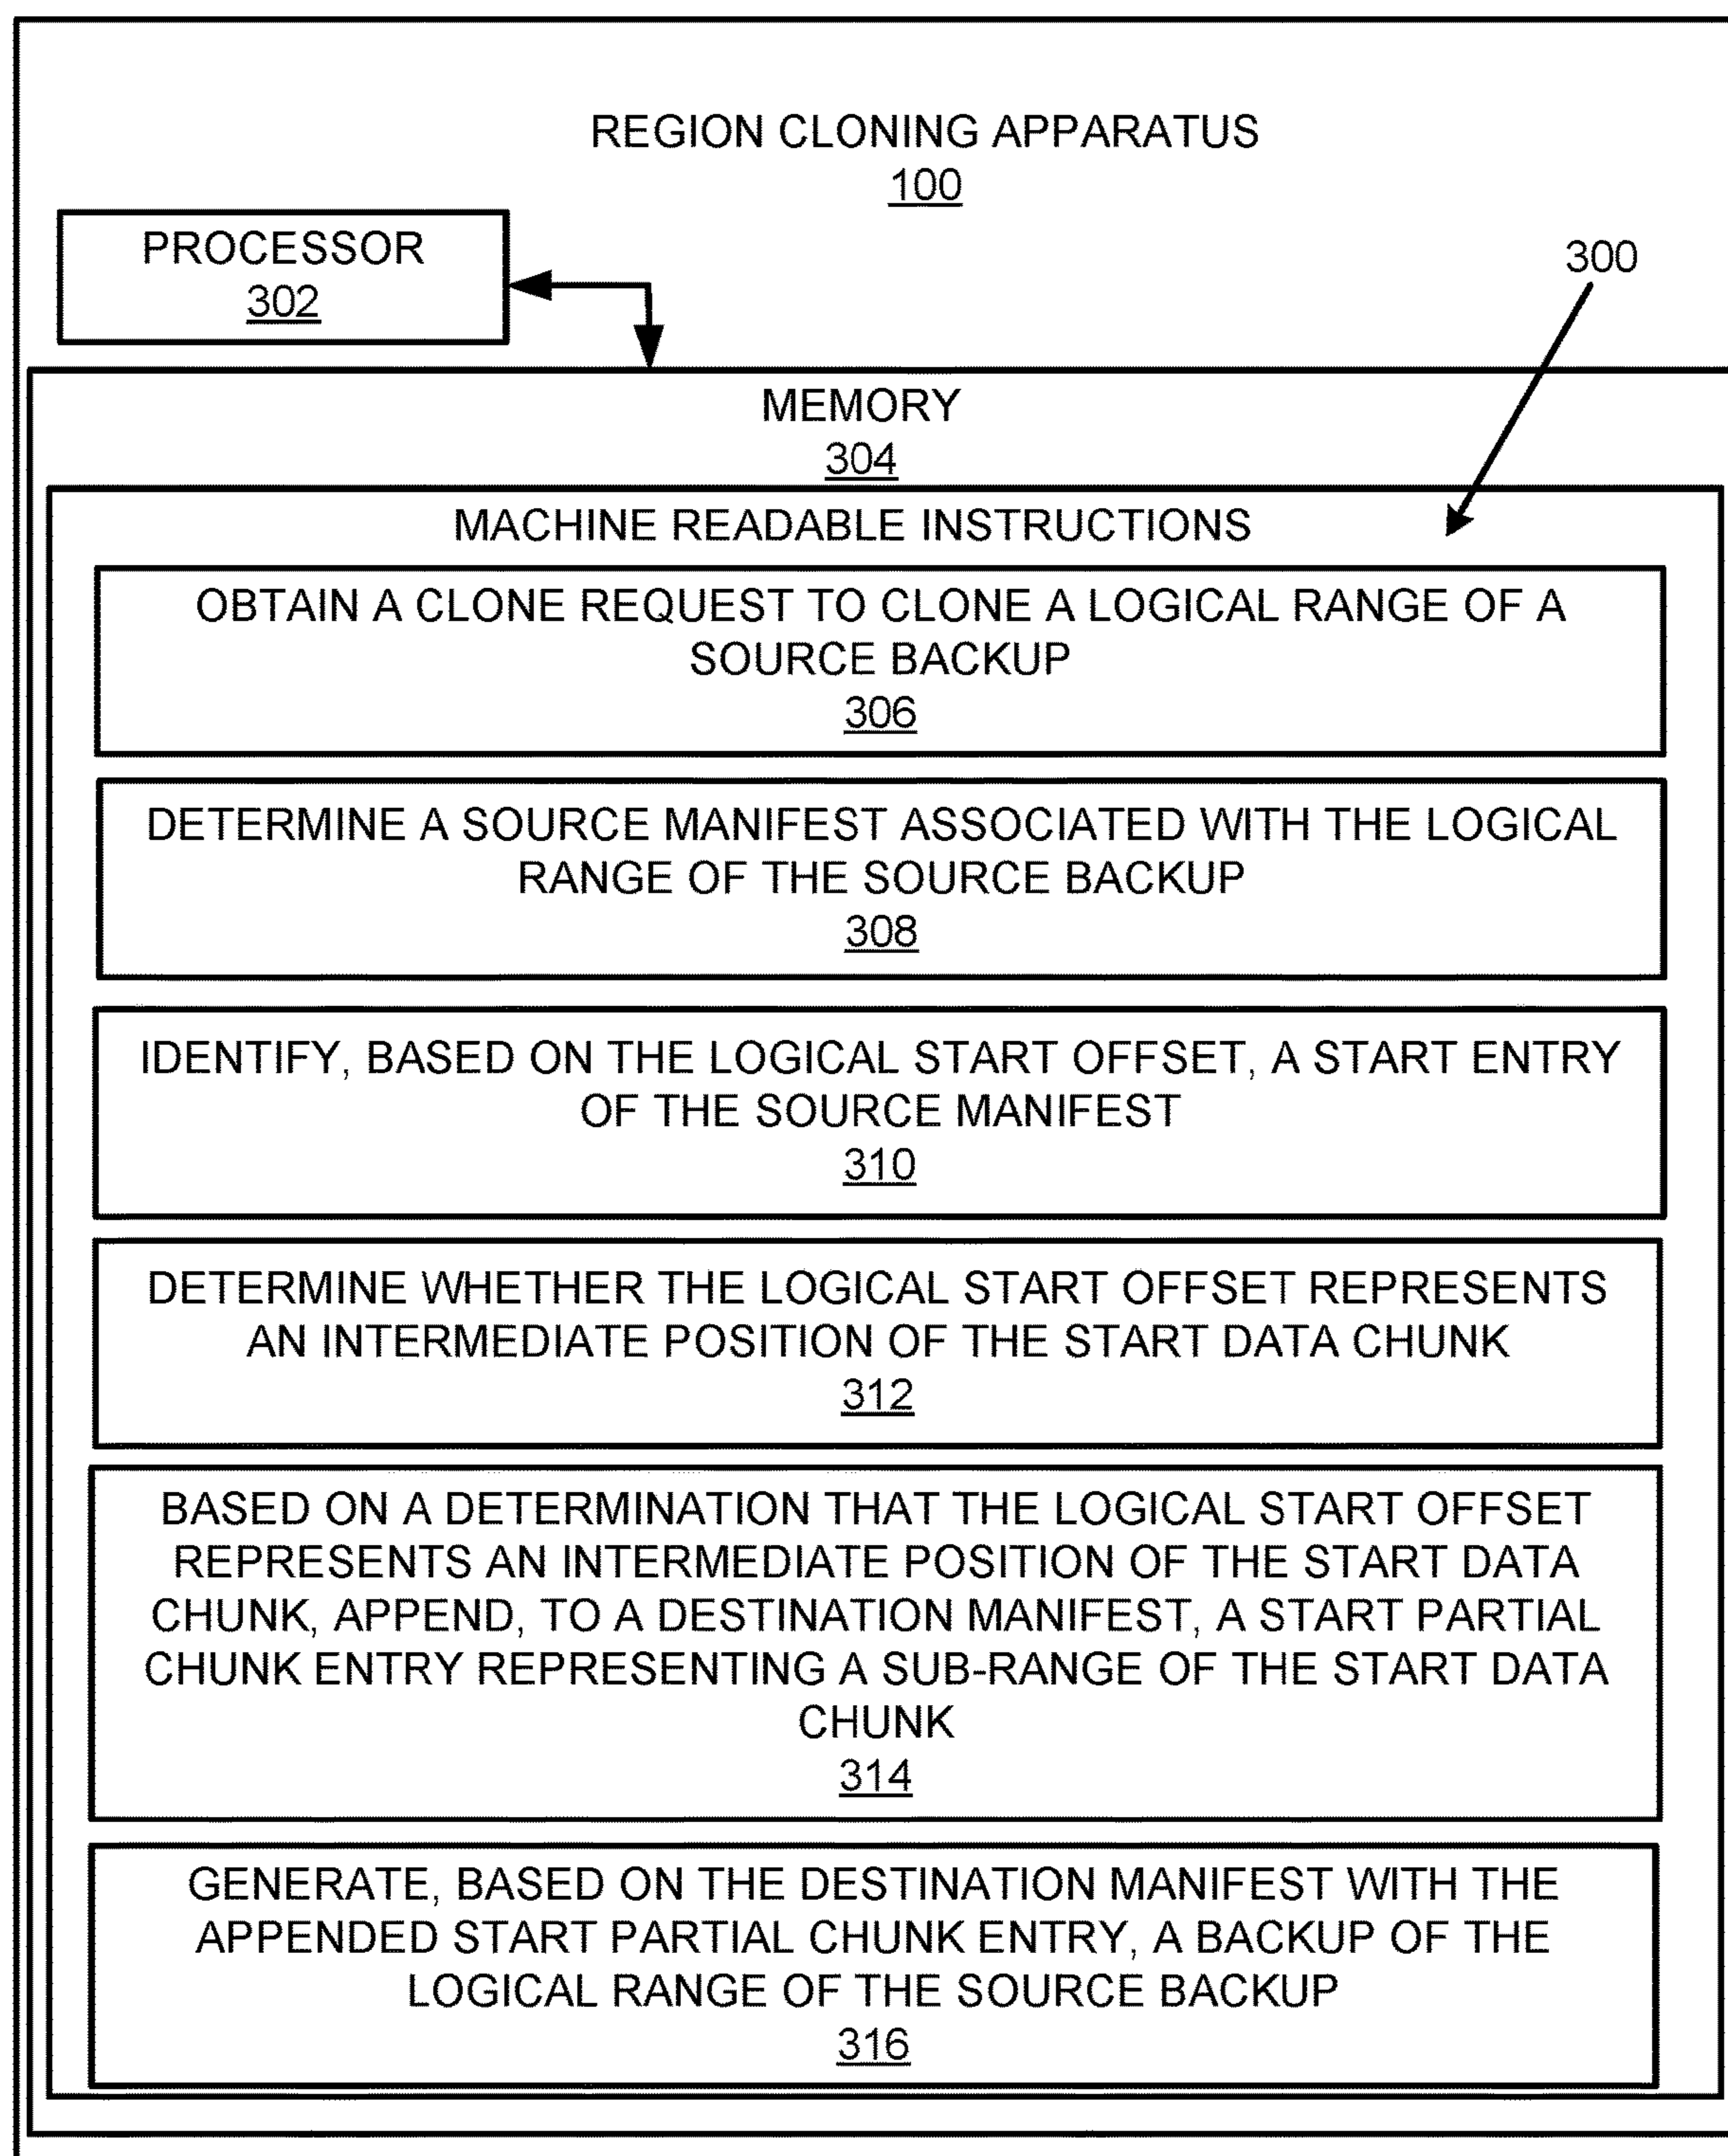 REGION CLONING APPARATUS
100
PROCESSOR
302
300
MEMORY
304
MACHINE READABLE INSTRUCTIONS
OBTAIN A CLONE REQUEST TO CLONE A LOGICAL RANGE OF A
SOURCE BACKUP
306
DETERMINE A SOURCE MANIFEST ASSOCIATED WITH THE LOGICAL
RANGE OF THE SOURCE BACKUP
308
IDENTIFY, BASED ON THE LOGICAL START OFFSET, A START ENTRY
OF THE SOURCE MANIFEST
310
DETERMINE WHETHER THE LOGICAL START OFFSET REPRESENTS
AN INTERMEDIATE POSITION OF THE START DATA CHUNK
312
BASED ON A DETERMINATION THAT THE LOGICAL START OFFSET
REPRESENTS AN INTERMEDIATE POSITION OF THE START DATA
CHUNK, APPEND, TO A DESTINATION MANIFEST, A START PARTIAL
CHUNK ENTRY REPRESENTING A SUB-RANGE OF THE START DATA
CHUNK
314
GENERATE, BASED ON THE DESTINATION MANIFEST WITH THE
APPENDED START PARTIAL CHUNK ENTRY, A BACKUP OF THE
LOGICAL RANGE OF THE SOURCE BACKUP
316